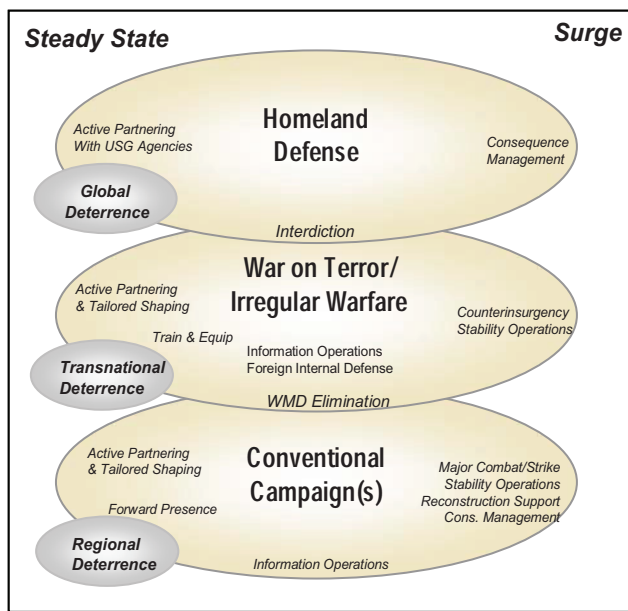 Steady State
Surge
Homeland
Defense
Active Partnering
With USG Agencies
Consequence
Management
Global
Deterrence
Interdiction
War on Terror/
Irregular Warfare
Active Partnering
& Tailored Shaping
Train & Equip
Counterinsurgency
Stability Operations
Information Operations
Foreign Internal Defense
Transnational
Deterrence
WMD Elimination
Active Partnering
& Tailored Shaping
Conventional
Campaign(s)
Major Combat/Strike
Stability Operations
Reconstruction Support
Cons. Management
Forward Presence
Regional
Deterrence
Information Operations